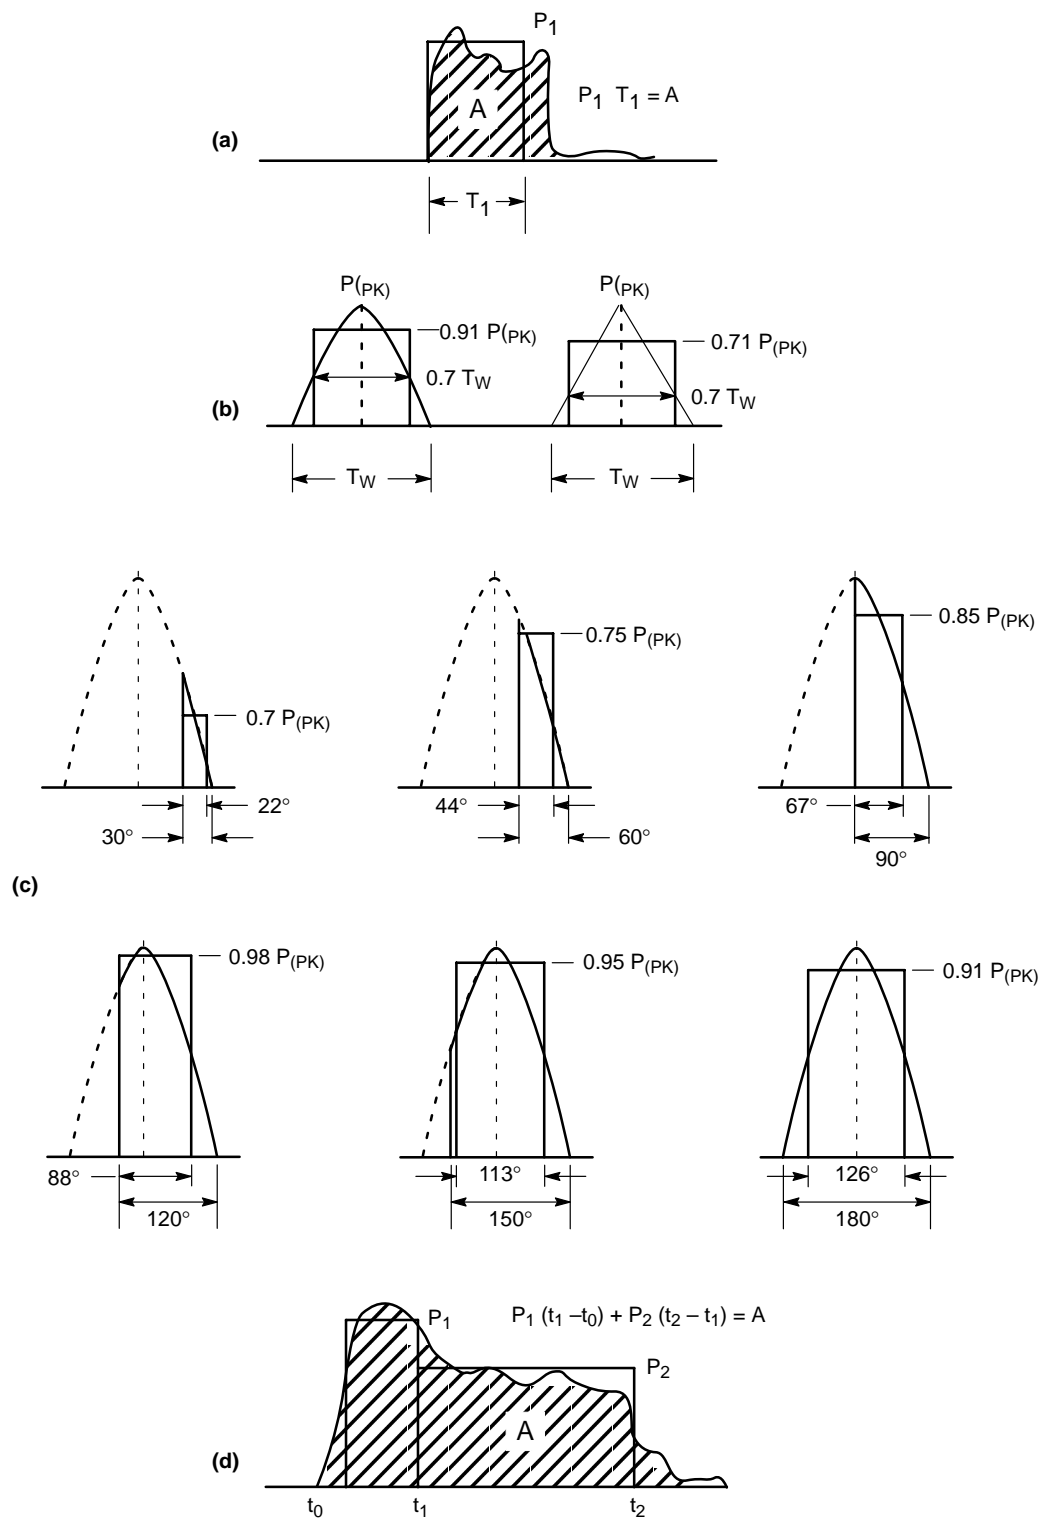 P1
P1 T1 = A
A
(a)
T1
P(PK) P(PK)
0.91 P(PK) 0.71 P(PK)
0.7 TW 0.7 TW
(b)
TW TW
0.7 P(PK) 0.75 P(PK) 0.85 P(PK)
22° 44° 67°
30° 60° 90°
(c)
0.98 P(PK) 0.95 P(PK) 0.91 P(PK)
88° 113° 126°
120° 150° 180°
P1 P1 (t1 –t0) + P2 (t2 – t1) = A
P2
A
(d)
t0 t1 t2